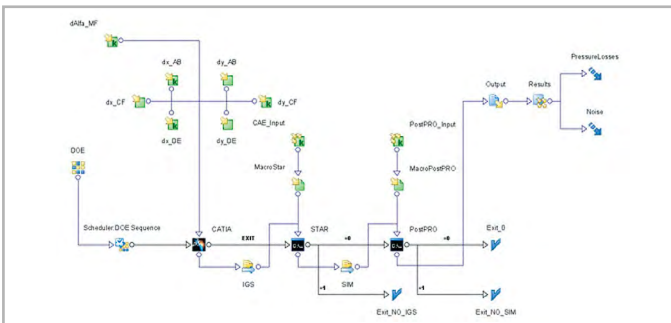 dAlfa_MF
dx_AB
dy_AB
dx_CF
dy_CF
dx_DE
dy_DE
CAE_Input
PostPRO_Input
Output
Results
PressureLosses
Noise
MacroStar
MacroPostPRO
DOE
Scheduler:DOE Sequence
CATIA
EXIT
STAR
=0
PostPRO
=0
Exit_0
IGS
SIM
=1
=1
Exit_NO_IGS
Exit_NO_SIM